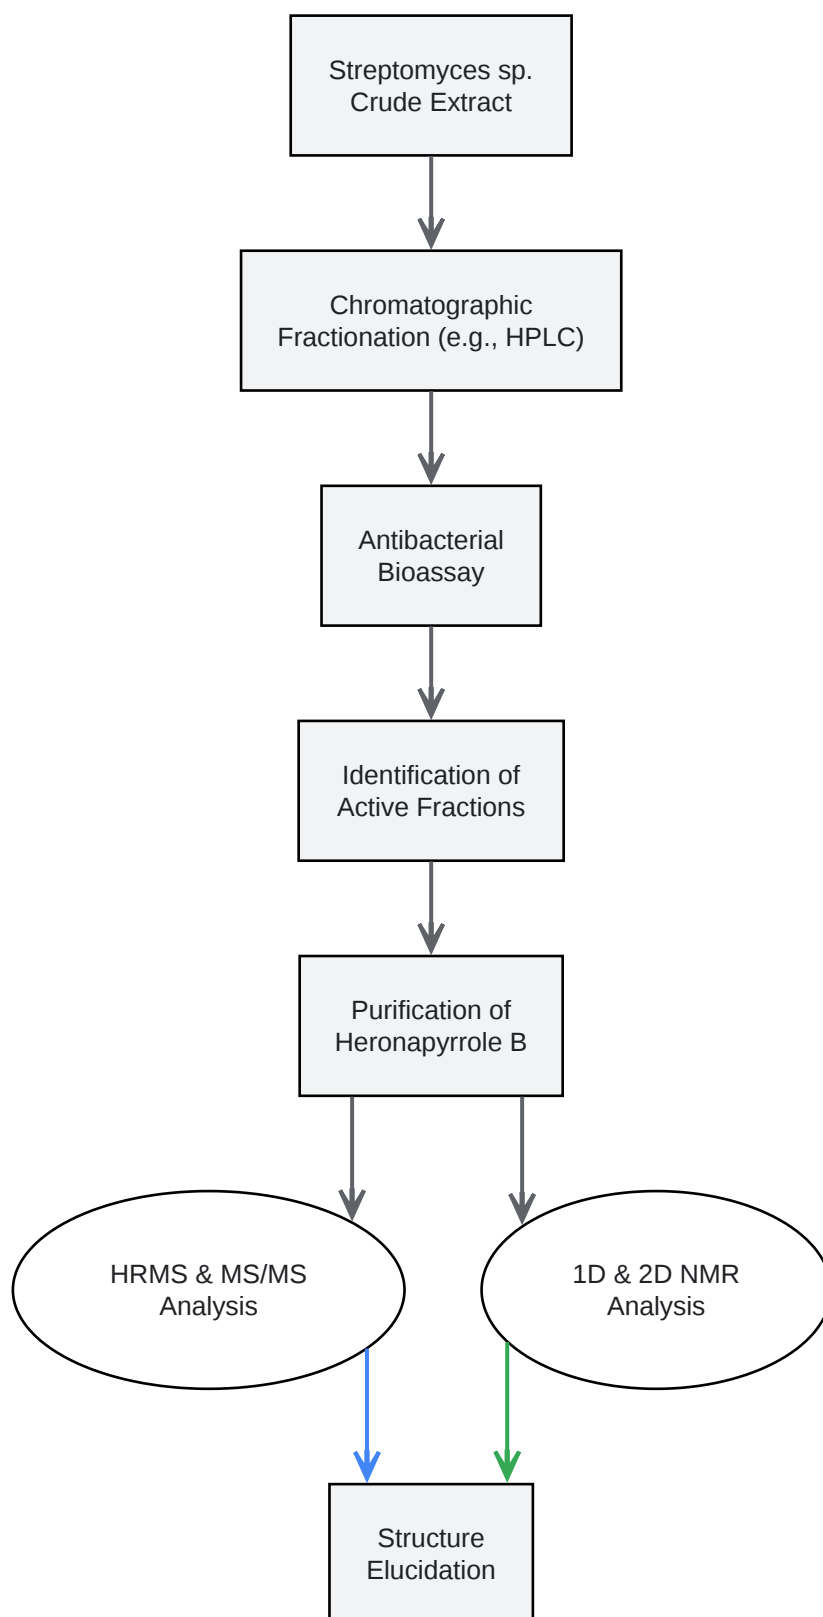 Streptomyces sp.
Crude Extract
Chromatographic
Fractionation (e.g., HPLC)
Antibacterial
Bioassay
Identification of
Active Fractions
Purification of
Heronapyrrole B
HRMS & MS/MS
Analysis
1D & 2D NMR
Analysis
Structure
Elucidation